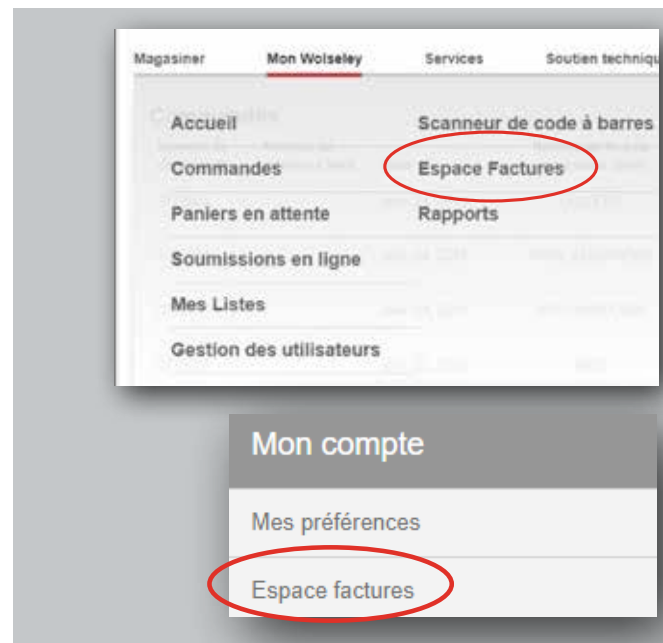 Magasiner Mon Wolseley Services Soutien techniqu
Accueil Scanneur de code à barres
Commandes Espace Factures
Paniers en attente Rapports
Soumissions en ligne
Mes Listes
Gestion des utilisateurs
Mon compte
Mes préférences
Espace factures